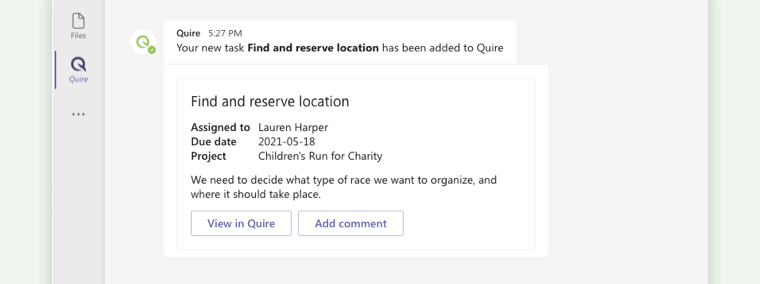 Files
Quire
Quire 5:27 PM
Your new task Find and reserve location has been added to Quire
Find and reserve location
Assigned to Lauren Harper
Due date 2021-05-18
Project Children's Run for Charity
We need to decide what type of race we want to organize, and
where it should take place.
View in Quire Add comment